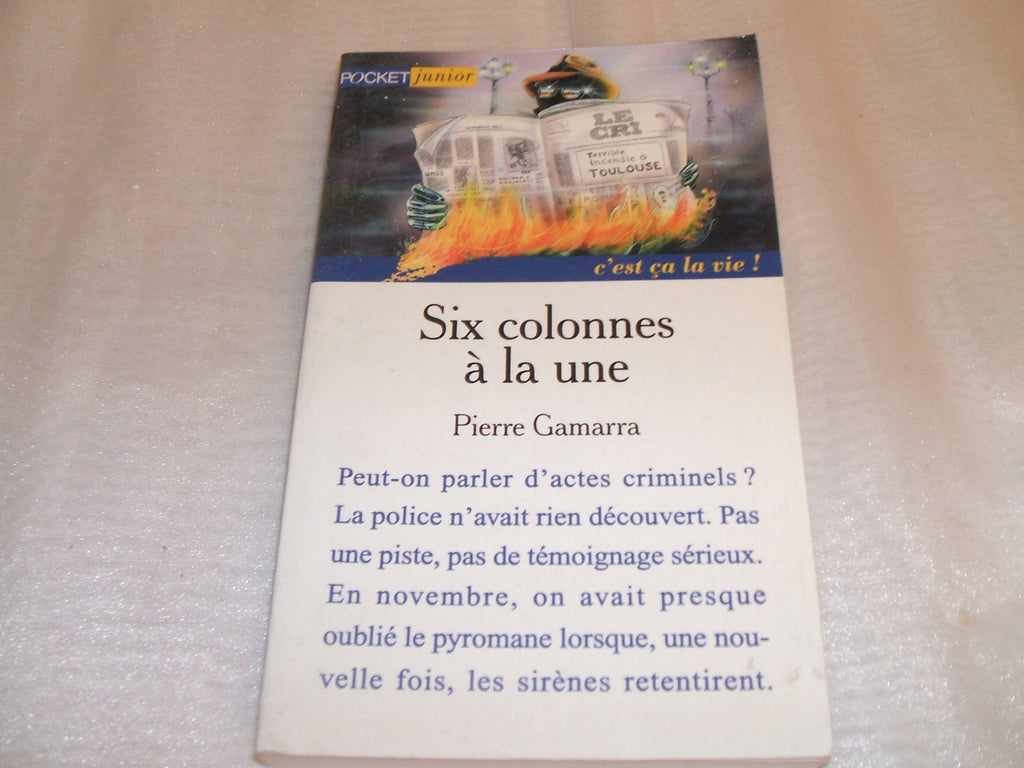 POCKET junior
LE
CRI
Terrible
Incendie à
TOULOUSE
c'est ça la vie !
Six colonnes
à la une
Pierre Gamarra
Peut-on parler d'actes criminels ?
La police n'avait rien découvert. Pas
une piste, pas de témoignage sérieux.
En novembre, on avait presque
oublié le pyromane lorsque, une nou-
velle fois, les sirènes retentirent.